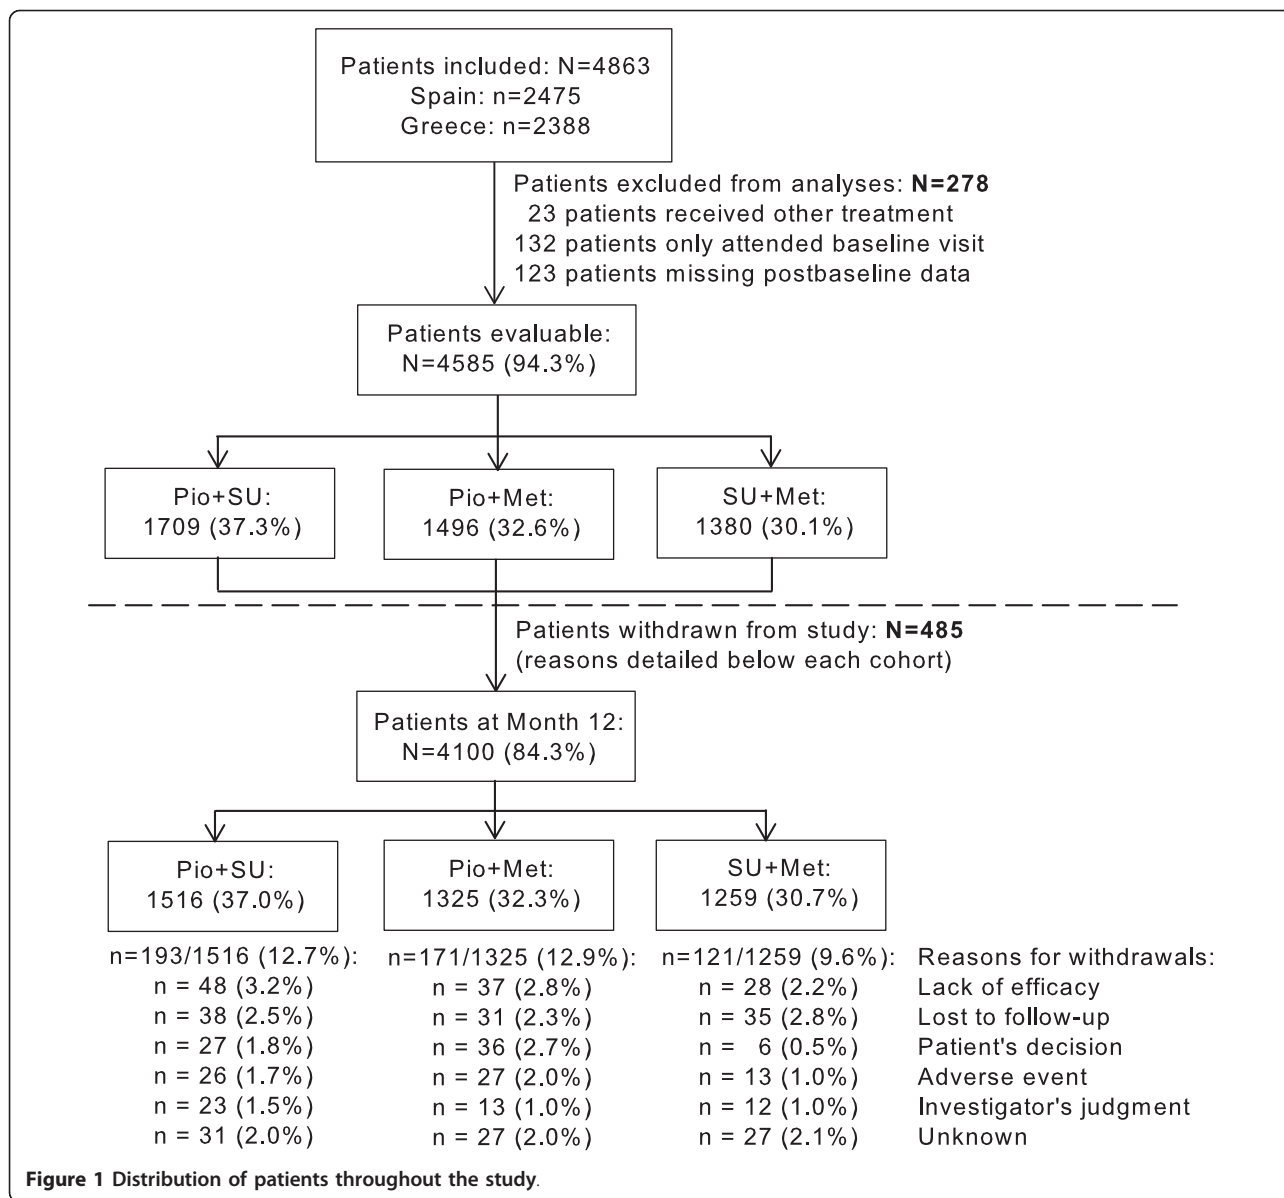 Patients included: N=4863
Spain: n=2475
Greece: n=2388
Patients excluded from analyses: N=278
23 patients received other treatment
132 patients only attended baseline visit
123 patients missing postbaseline data
Patients evaluable:
N=4585 (94.3%)
Pio+SU:
1709 (37.3%)
Pio+Met:
1496 (32.6%)
SU+Met:
1380 (30.1%)
Patients withdrawn from study: N=485
(reasons detailed below each cohort)
Patients at Month 12:
N=4100 (84.3%)
Pio+SU:
1516 (37.0%)
Pio+Met:
1325 (32.3%)
SU+Met:
1259 (30.7%)
n=193/1516 (12.7%): n=171/1325 (12.9%): n=121/1259 (9.6%): Reasons for withdrawals:
n = 48 (3.2%) n = 37 (2.8%) n = 28 (2.2%) Lack of efficacy
n = 38 (2.5%) n = 31 (2.3%) n = 35 (2.8%) Lost to follow-up
n = 27 (1.8%) n = 36 (2.7%) n = 6 (0.5%) Patient's decision
n = 26 (1.7%) n = 27 (2.0%) n = 13 (1.0%) Adverse event
n = 23 (1.5%) n = 13 (1.0%) n = 12 (1.0%) Investigator's judgment
n = 31 (2.0%) n = 27 (2.0%) n = 27 (2.1%) Unknown
Figure 1 Distribution of patients throughout the study.